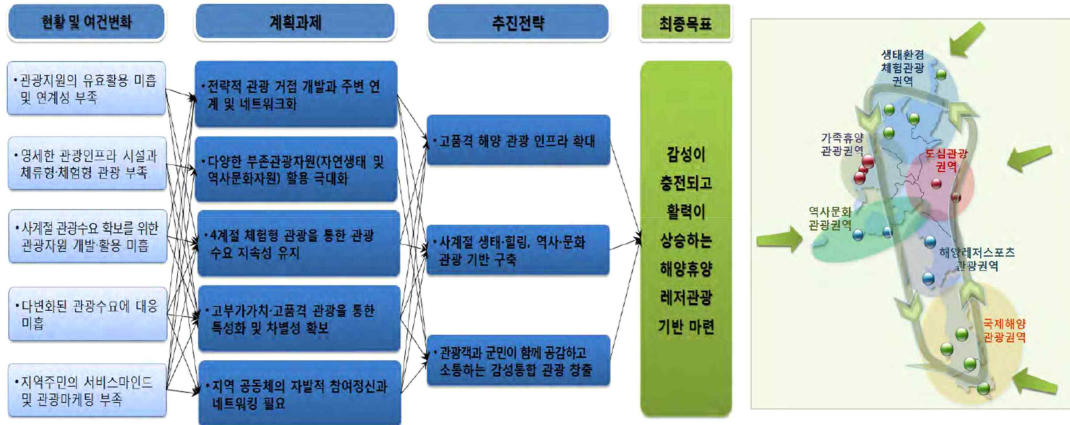 현황 및 여건변화
• 관광지원의 유효활용 미흡
및 연계성 부족
• 영세한 관광인프라 시설과
체류형·체험형 관광 부족
• 사계절 관광수요 확보를 위한
관광자원 개발·활용 미흡
• 다변화된 관광수요에 대응
미흡
• 지역주민의 서비스마인드
및 관광마케팅 부족
계획과제
• 전략적 관광 거점 개발과 주변 연
계 및 네트워크화
• 다양한 부존관광자원(자연생태 및
역사문화자원) 활용 극대화
• 4계절 체험형 관광을 통한 관광
수요 지속성 유지
• 고부가가치·고품격 관광을 통한
특성화 및 차별성 확보
• 지역 공동체의 자발적 참여정신과
네트워킹 필요
추진전략
• 고품격 해양 관광 인프라 확대
• 사계절 생태·힐링, 역사·문화
관광 기반 구축
• 관광객과 군민이 함께 공감하고
소통하는 감성통합 관광 창출
최종목표
감성이
충전되고
활력이
상승하는
해양휴양
레저관광
기반 마련
생태환경
체험관광
권역
가족휴양
관광권역
도심관광
권역
역사문화
관광권역
해양레저스포츠
관광권역
국제해양
관광권역